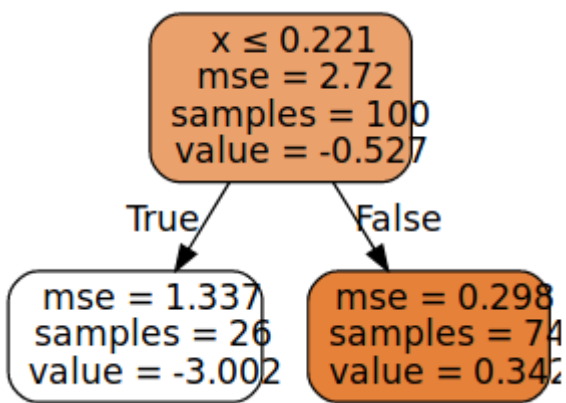 x ≤ 0.221
mse = 2.72
samples = 100
value = -0.527
True
False
mse = 1.337
samples = 26
value = -3.002
mse = 0.298
samples = 74
value = 0.342